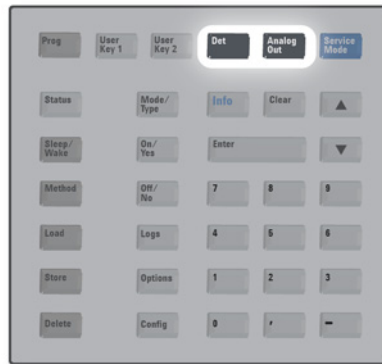 Prog
User
Key 1
User
Key 2
Det
Analog
Out
Service
Mode
Status
Mode/
Type
Info
Clear
Sleep/
Wake
On/
Yes
Enter
Method
Off/
No
7
8
9
Load
Logs
4
5
6
Store
Options
1
2
3
Delete
Config
0
,
-